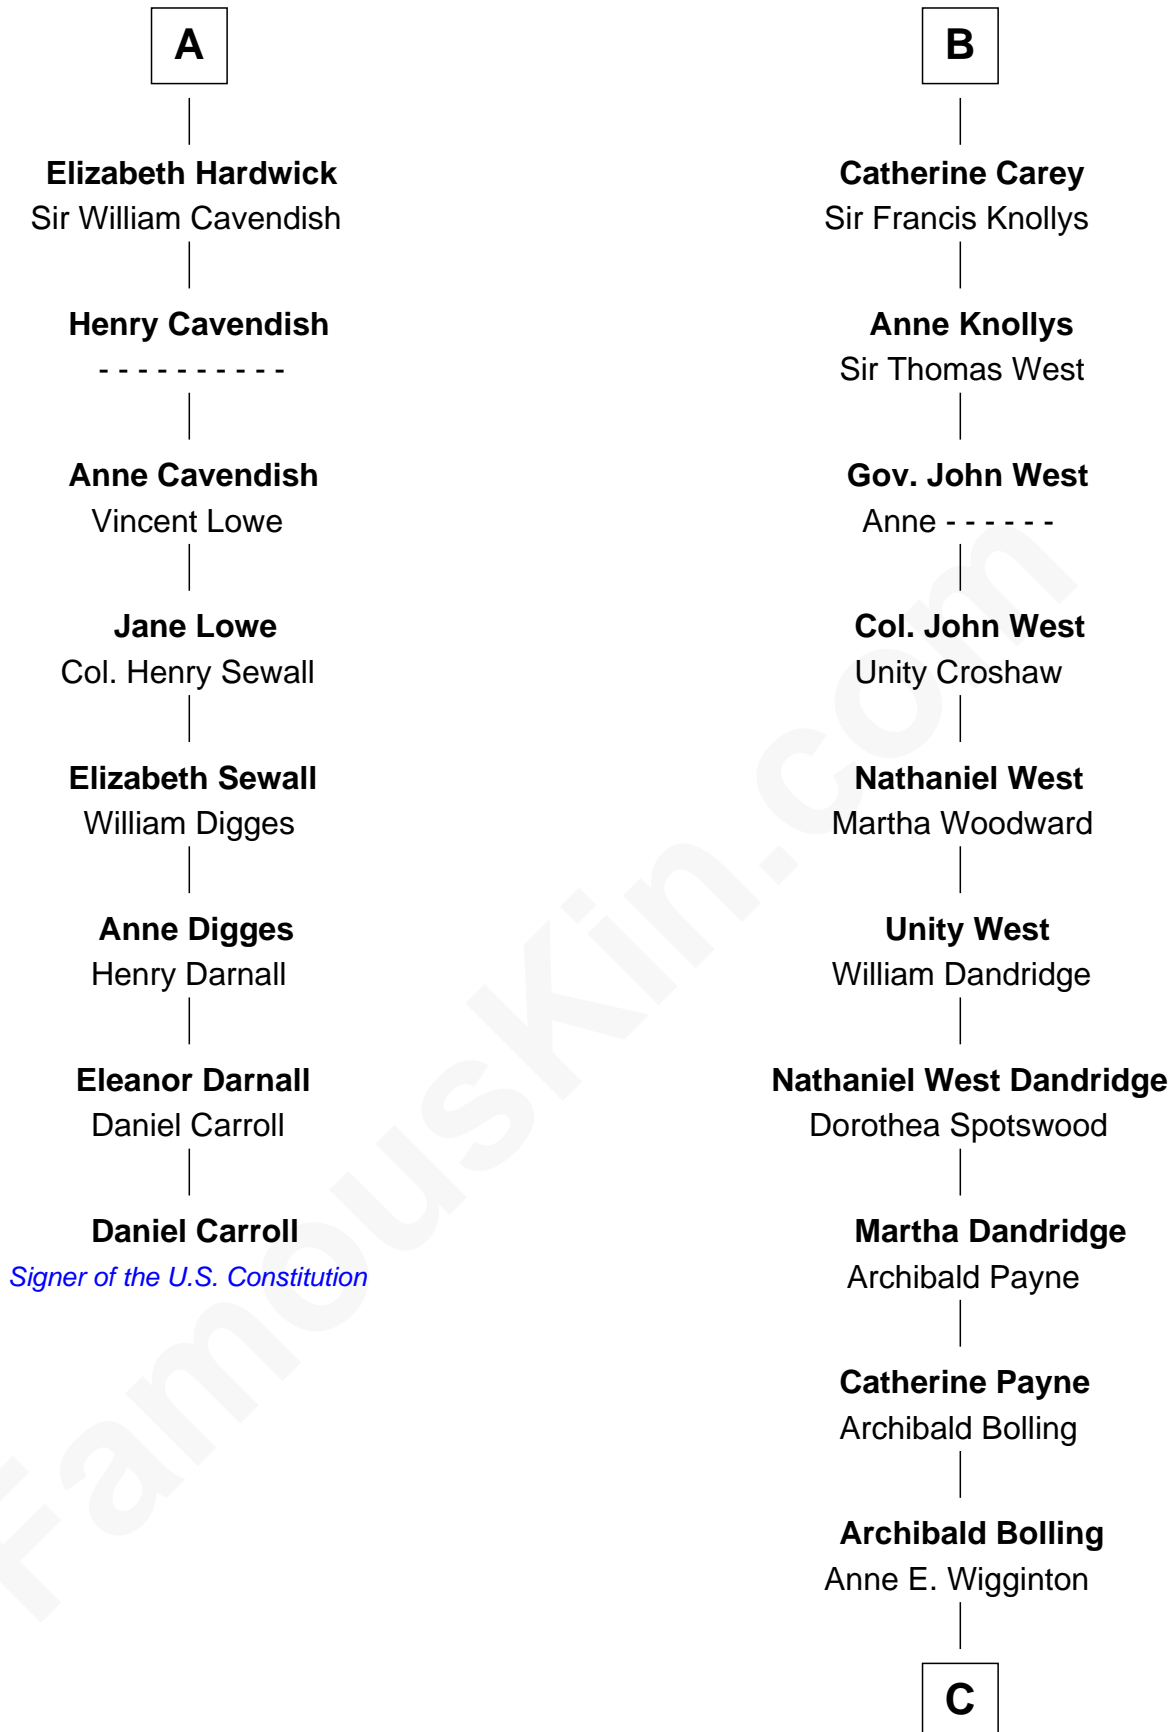 A
Elizabeth Hardwick
Sir William Cavendish
Henry Cavendish
- - - - - - - - - -
Anne Cavendish
Vincent Lowe
Jane Lowe
Col. Henry Sewall
Elizabeth Sewall
William Digges
Anne Digges
Henry Darnall
Eleanor Darnall
Daniel Carroll
Daniel Carroll
Signer of the U.S. Constitution
B
Catherine Carey
Sir Francis Knollys
Anne Knollys
Sir Thomas West
Gov. John West
Anne - - - - - -
Col. John West
Unity Croshaw
Nathaniel West
Martha Woodward
Unity West
William Dandridge
Nathaniel West Dandridge
Dorothea Spotswood
Martha Dandridge
Archibald Payne
Catherine Payne
Archibald Bolling
Archibald Bolling
Anne E. Wigginton
C
FamousKin.com